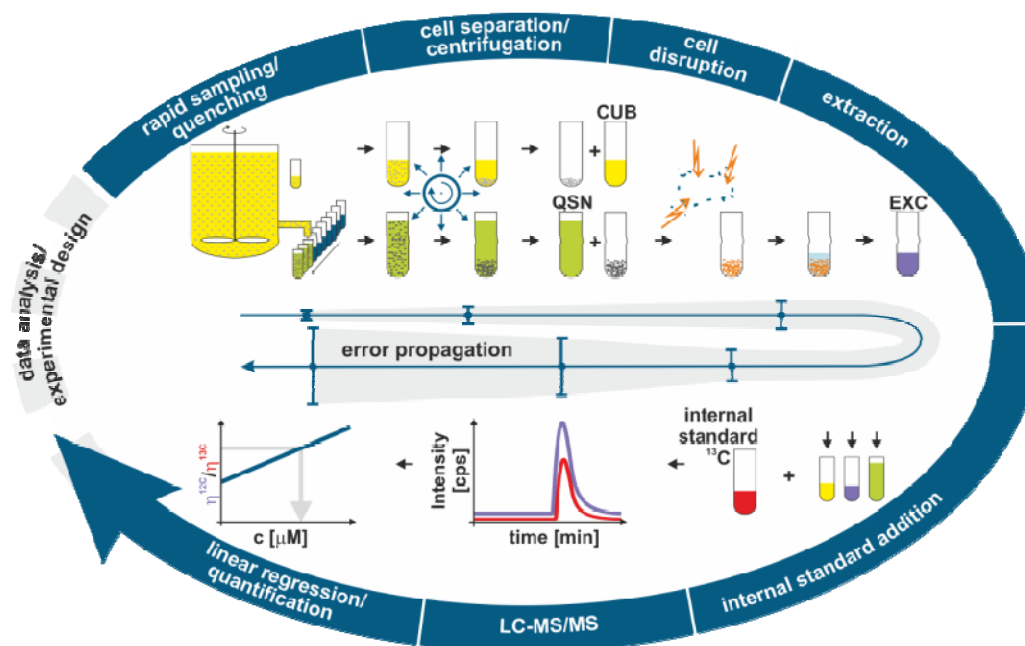 rapid sampling/
quenching
cell separation/
centrifugation
cell
disruption
extraction
CUB
+
QSN
+
EXC
data analysis/
experimental design
error propagation
η12C/η13C
c [μM]
Intensity
[cps]
time [min]
internal
standard
13C
+
internal standard addition
LC-MS/MS
linear regression/
quantification